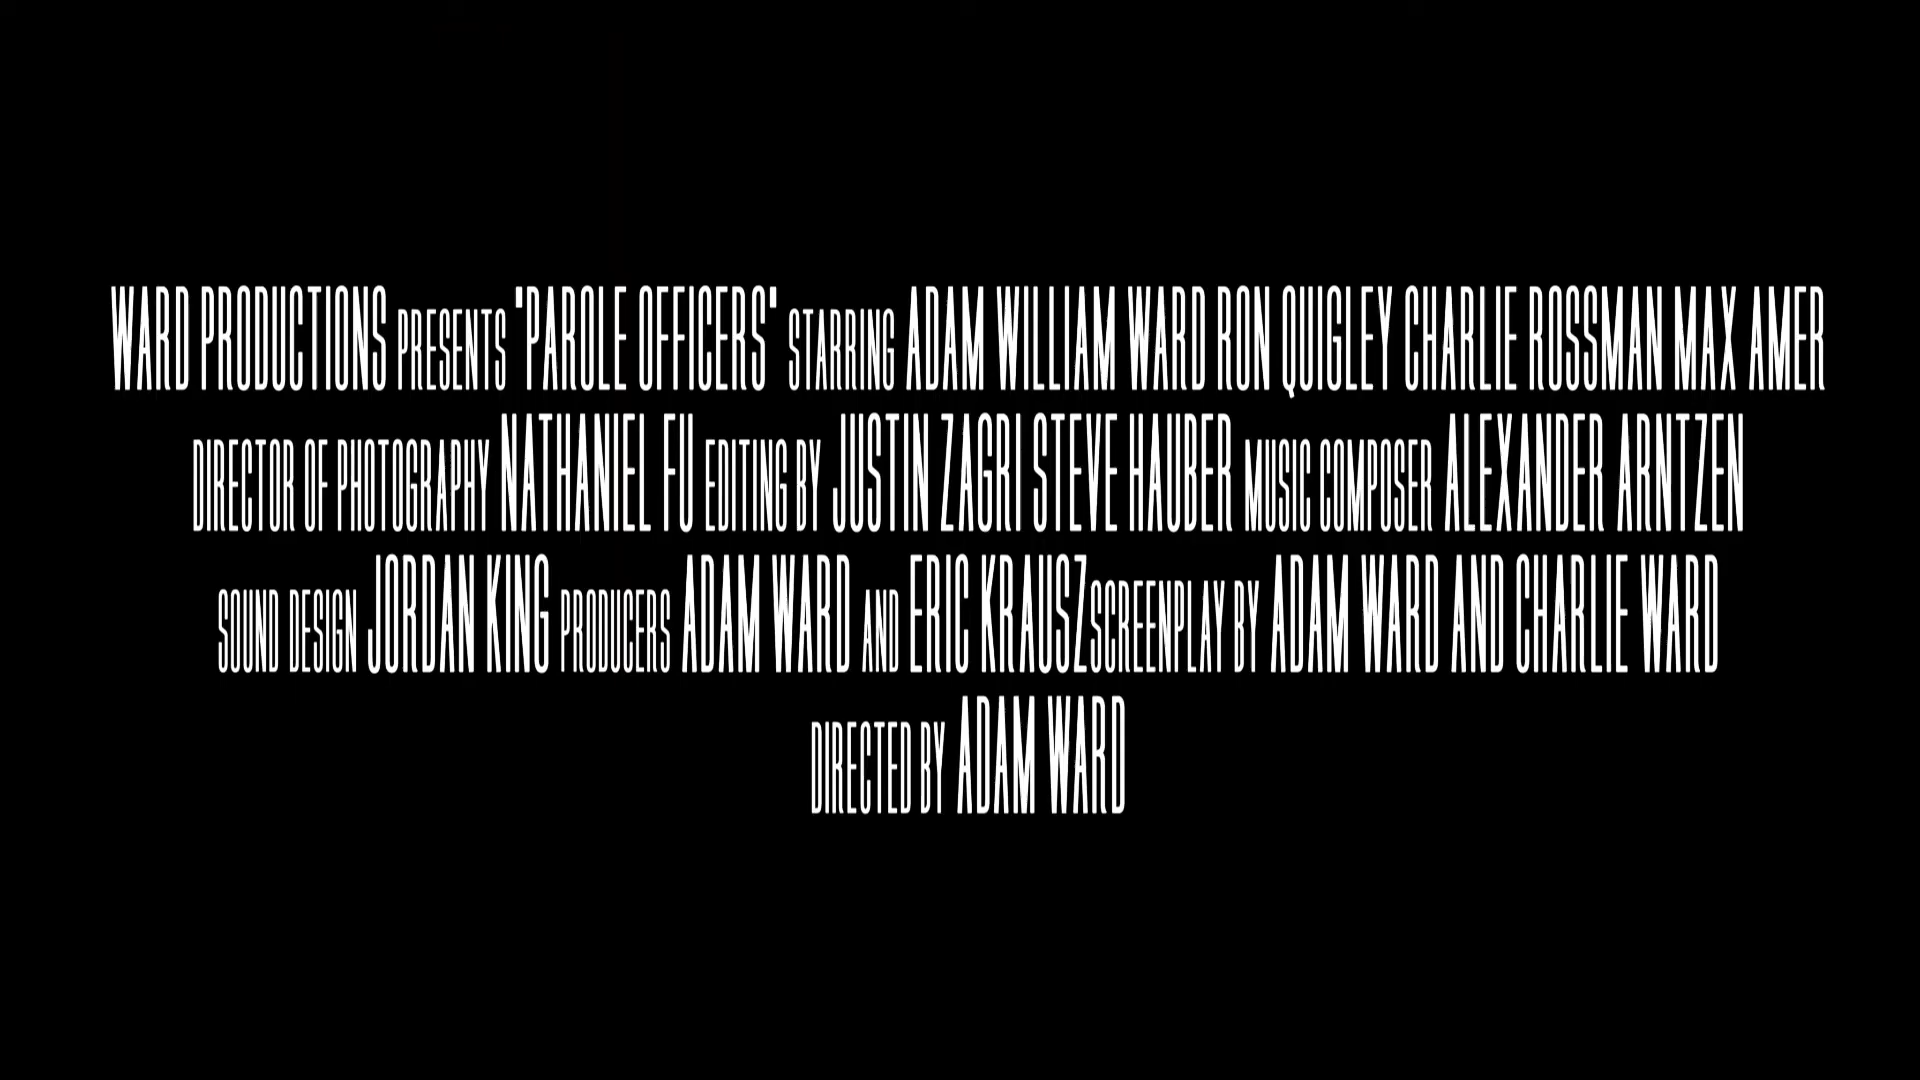 WARD PRODUCTIONS PRESENTS "PAROLE OFFICERS" STARRING ADAM WILLIAM WARD RON QUIGLEY CHARLIE ROSSMAN MAX AMER
DIRECTOR OF PHOTOGRAPHY NATHANIEL FU EDITING BY JUSTIN ZAGRI STEVE HAUBER MUSIC COMPOSER ALEXANDER ARNTZEN
SOUND DESIGN JORDAN KING PRODUCERS ADAM WARD AND ERIC KRAUSZ SCREENPLAY BY ADAM WARD AND CHARLIE WARD
DIRECTED BY ADAM WARD